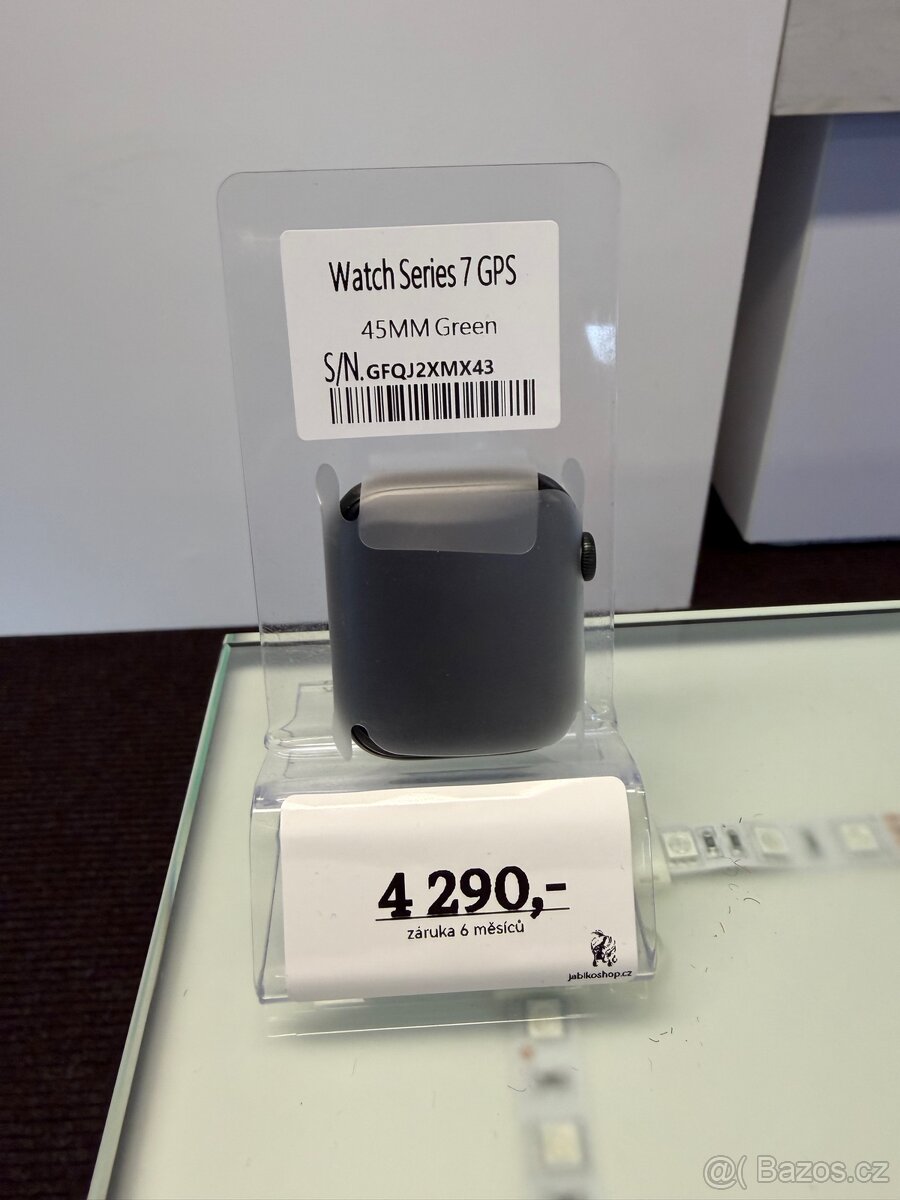 Watch Series 7 GPS
45MM Green
S/N.GFQJ2XMX43
4 290,-
záruka 6 měsíců
jablkoshop.cz
@( Bazos.cz